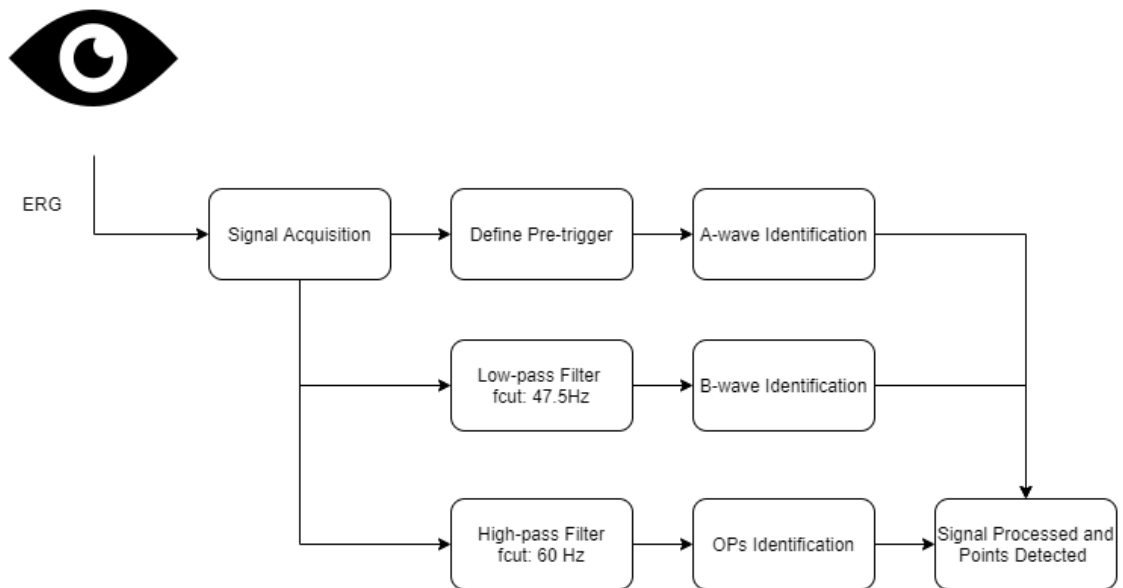 ERG
Signal Acquisition
Define Pre-trigger
A-wave Identification
Low-pass Filter
fcut: 47.5Hz
B-wave Identification
High-pass Filter
fcut: 60 Hz
OPs Identification
Signal Processed and
Points Detected